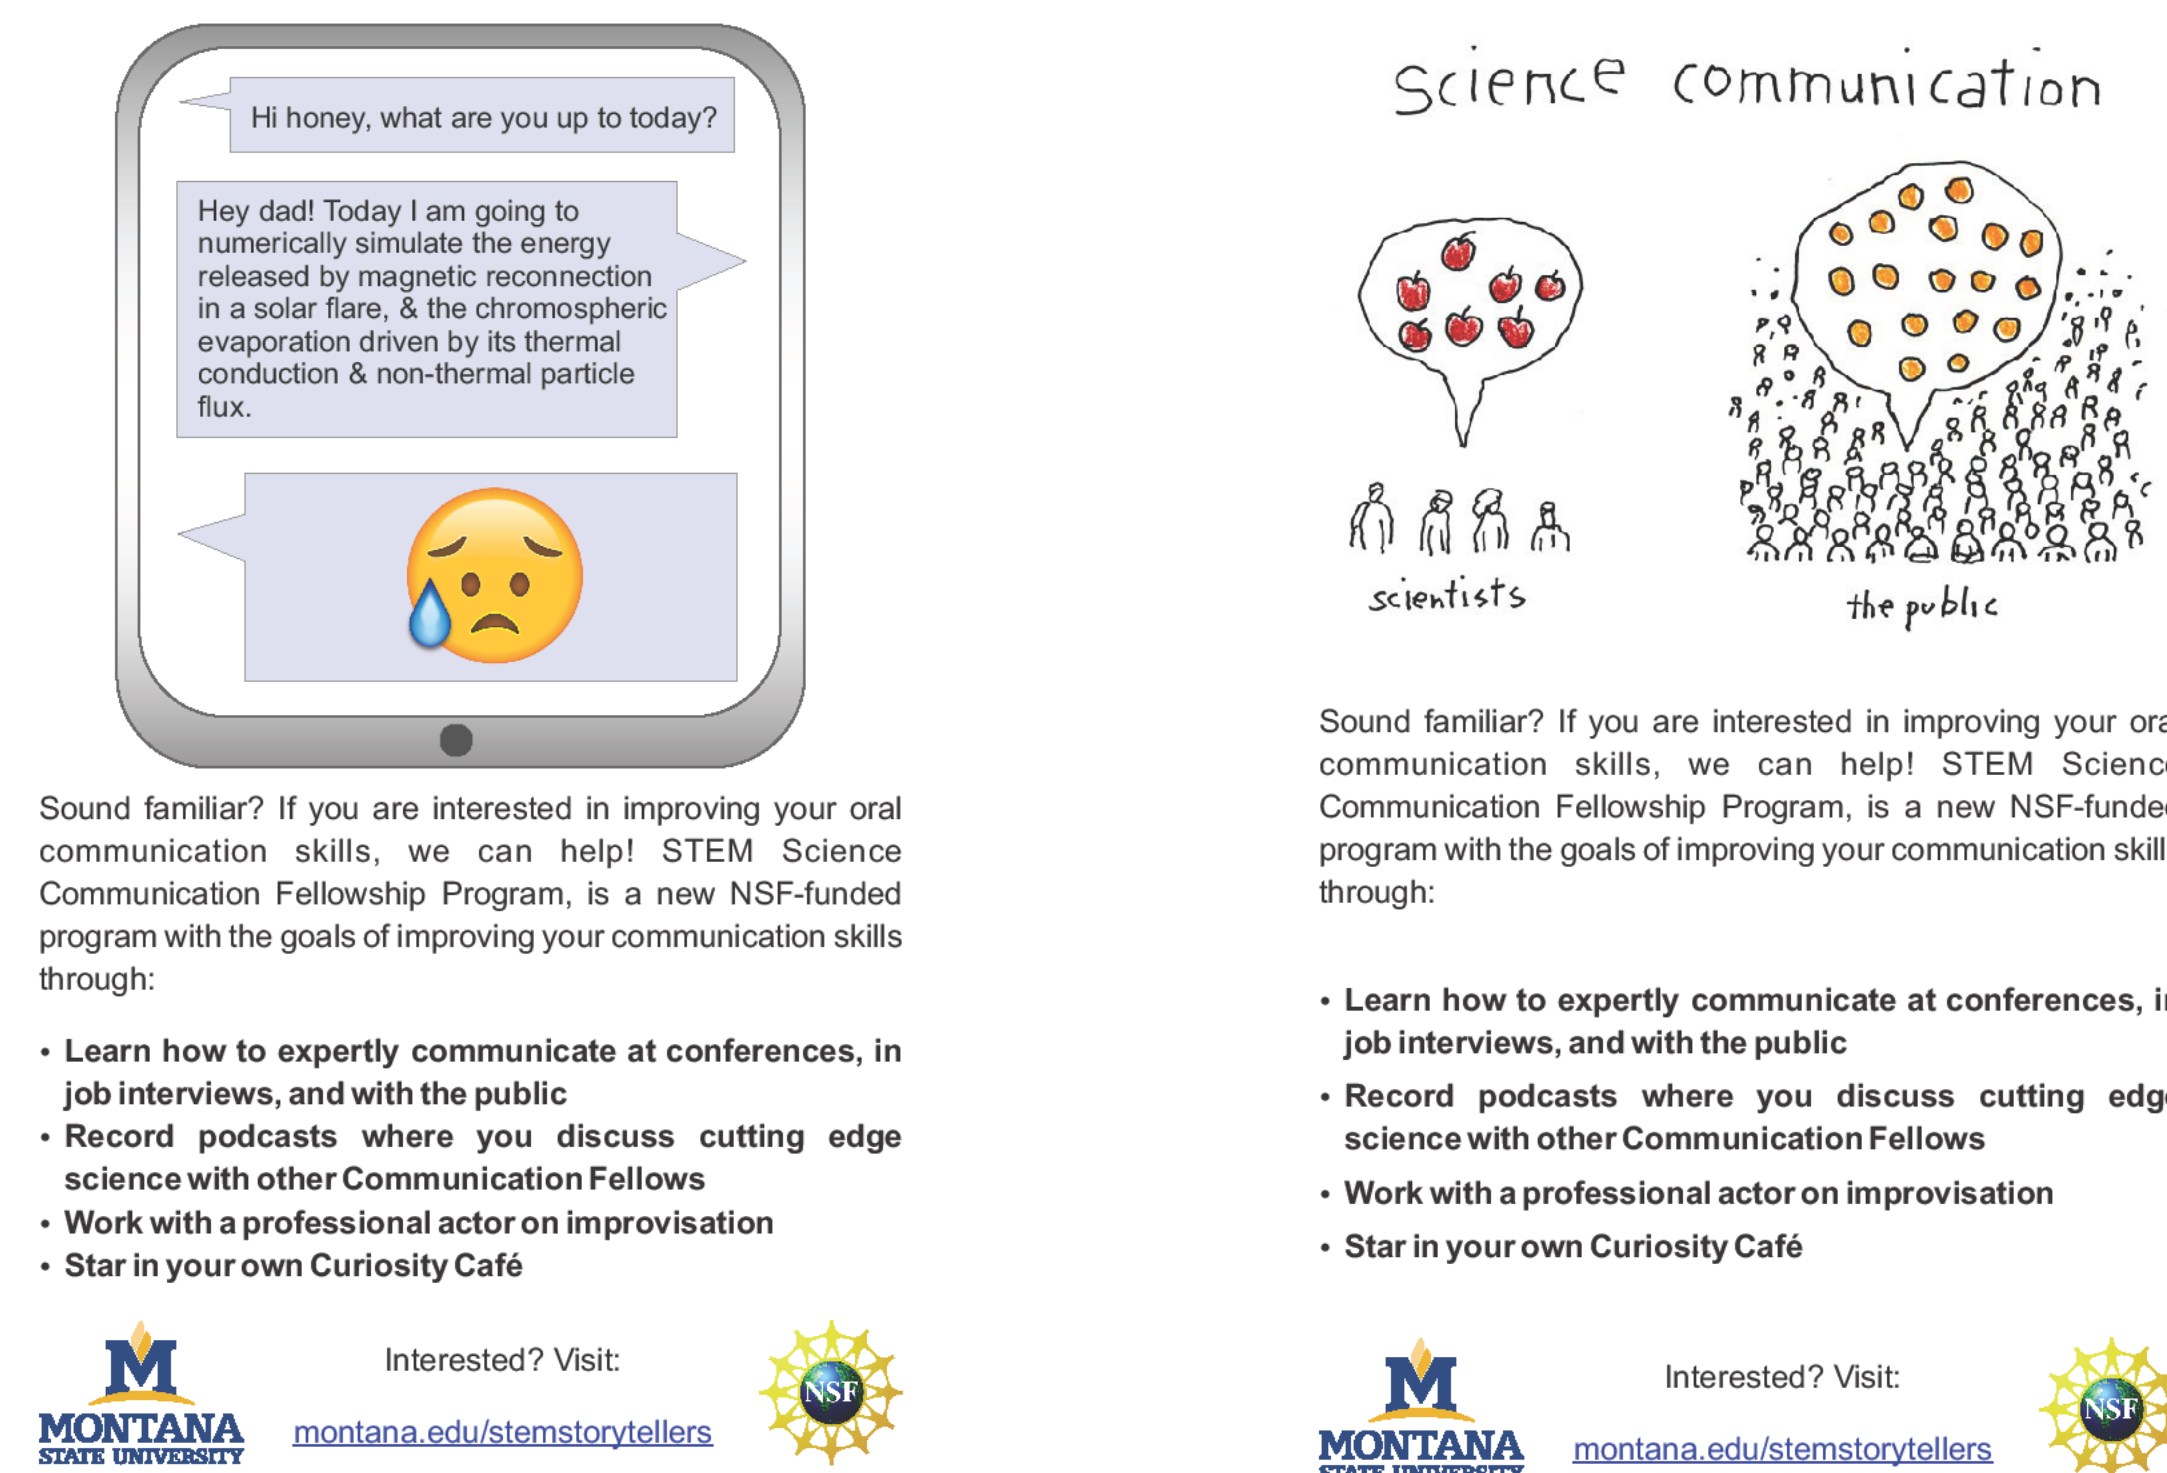 Hi honey, what are you up to today?
Hey dad! Today I am going to
numerically simulate the energy
released by magnetic reconnection
in a solar flare, & the chromospheric
evaporation driven by its thermal
conduction & non-thermal particle
flux.
Sound familiar? If you are interested in improving your oral
communication skills, we can help! STEM Science
Communication Fellowship Program, is a new NSF-funded
program with the goals of improving your communication skills
through:
• Learn how to expertly communicate at conferences, in
job interviews, and with the public
• Record podcasts where you discuss cutting edge
science with other Communication Fellows
• Work with a professional actor on improvisation
• Star in your own Curiosity Café
M
MONTANA
STATE UNIVERSITY
Interested? Visit:
montana.edu/stemstorytellers
NSF
science communication
scientists
the public
Sound familiar? If you are interested in improving your ora
communication skills, we can help! STEM Scienc
Communication Fellowship Program, is a new NSF-funde
program with the goals of improving your communication skill
through:
• Learn how to expertly communicate at conferences, in
job interviews, and with the public
• Record podcasts where you discuss cutting edge
science with other Communication Fellows
• Work with a professional actor on improvisation
• Star in your own Curiosity Café
M
MONTANA
STATE UNIVERSITY
Interested? Visit:
montana.edu/stemstorytellers
NSF